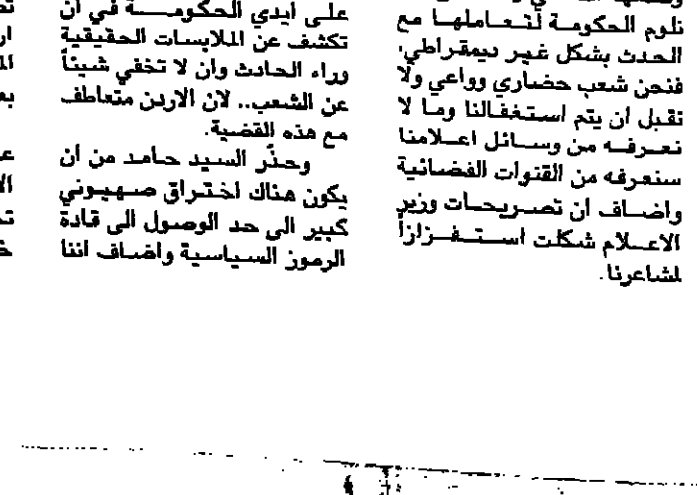 نلوم الحكومة لتعاملها مع
الحدث بشكل غير ديمقراطي،
فنحن شعب حضاري وواعي ولا
نقبل ان يتم استغفالنا وما لا
نعرفه من وسائل اعلامنا
سنعرفه من القنوات الفضائية
واضاف ان تصريحات وزير
الاعلام شكلت استفزازاً
لمشاعرنا.
على ايدي الحكومة في ان
تكشف عن الملابسات الحقيقية
وراء الحادث وان لا تخفي شيئاً
عن الشعب.. لان الاردن متعاطف
مع هذه القضية.
وحذّر السيد حامد من ان
يكون هناك اختراق صهيوني
كبير الى حد الوصول الى قادة
الرموز السياسية واضاف اننا